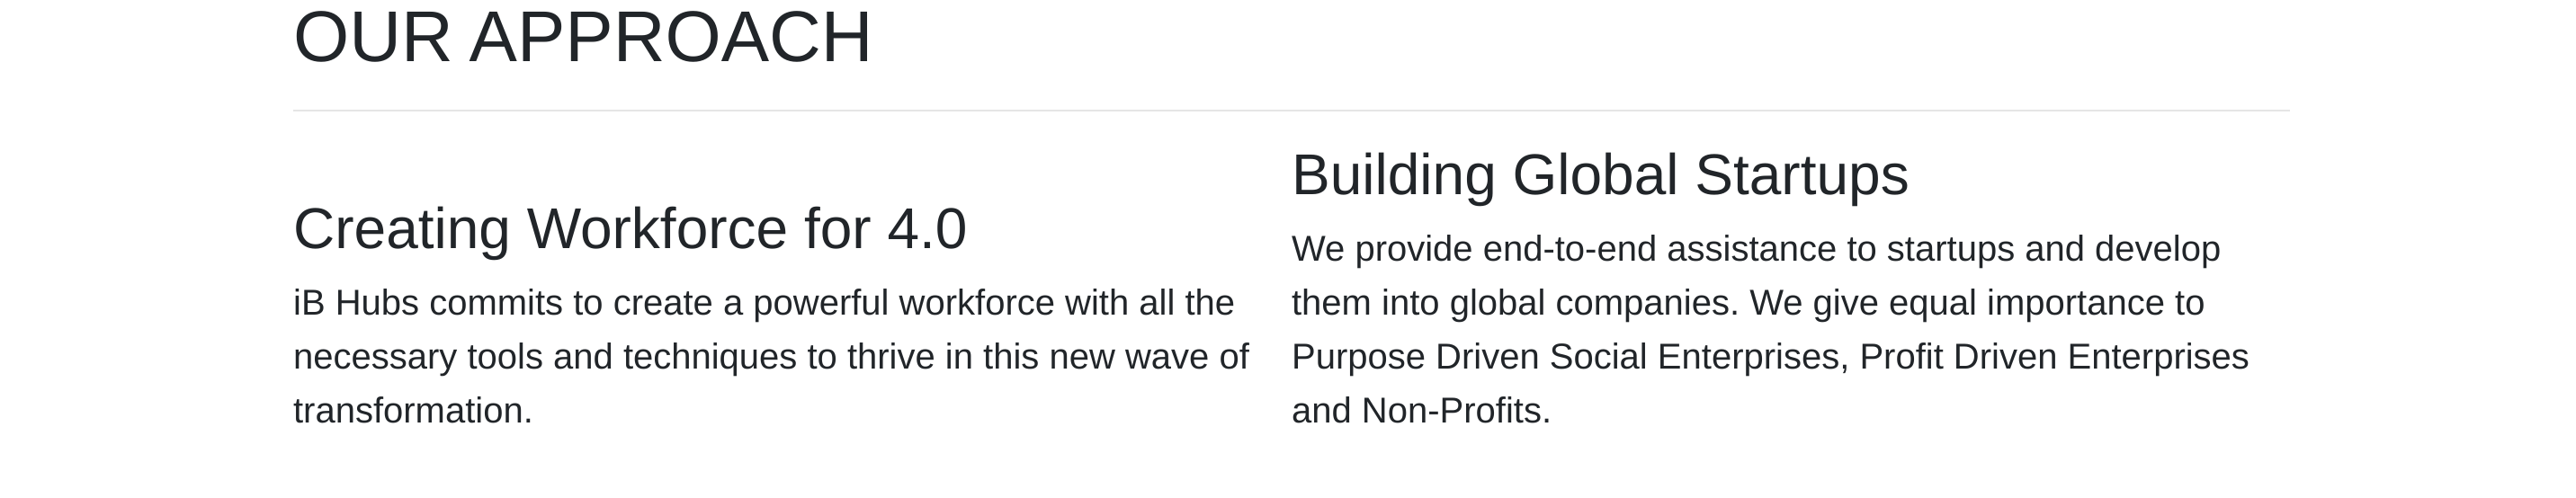 OUR APPROACH
Creating Workforce for 4.0
iB Hubs commits to create a powerful workforce with all the
necessary tools and techniques to thrive in this new wave of
transformation.
Building Global Startups
We provide end-to-end assistance to startups and develop
them into global companies. We give equal importance to
Purpose Driven Social Enterprises, Profit Driven Enterprises
and Non-Profits.